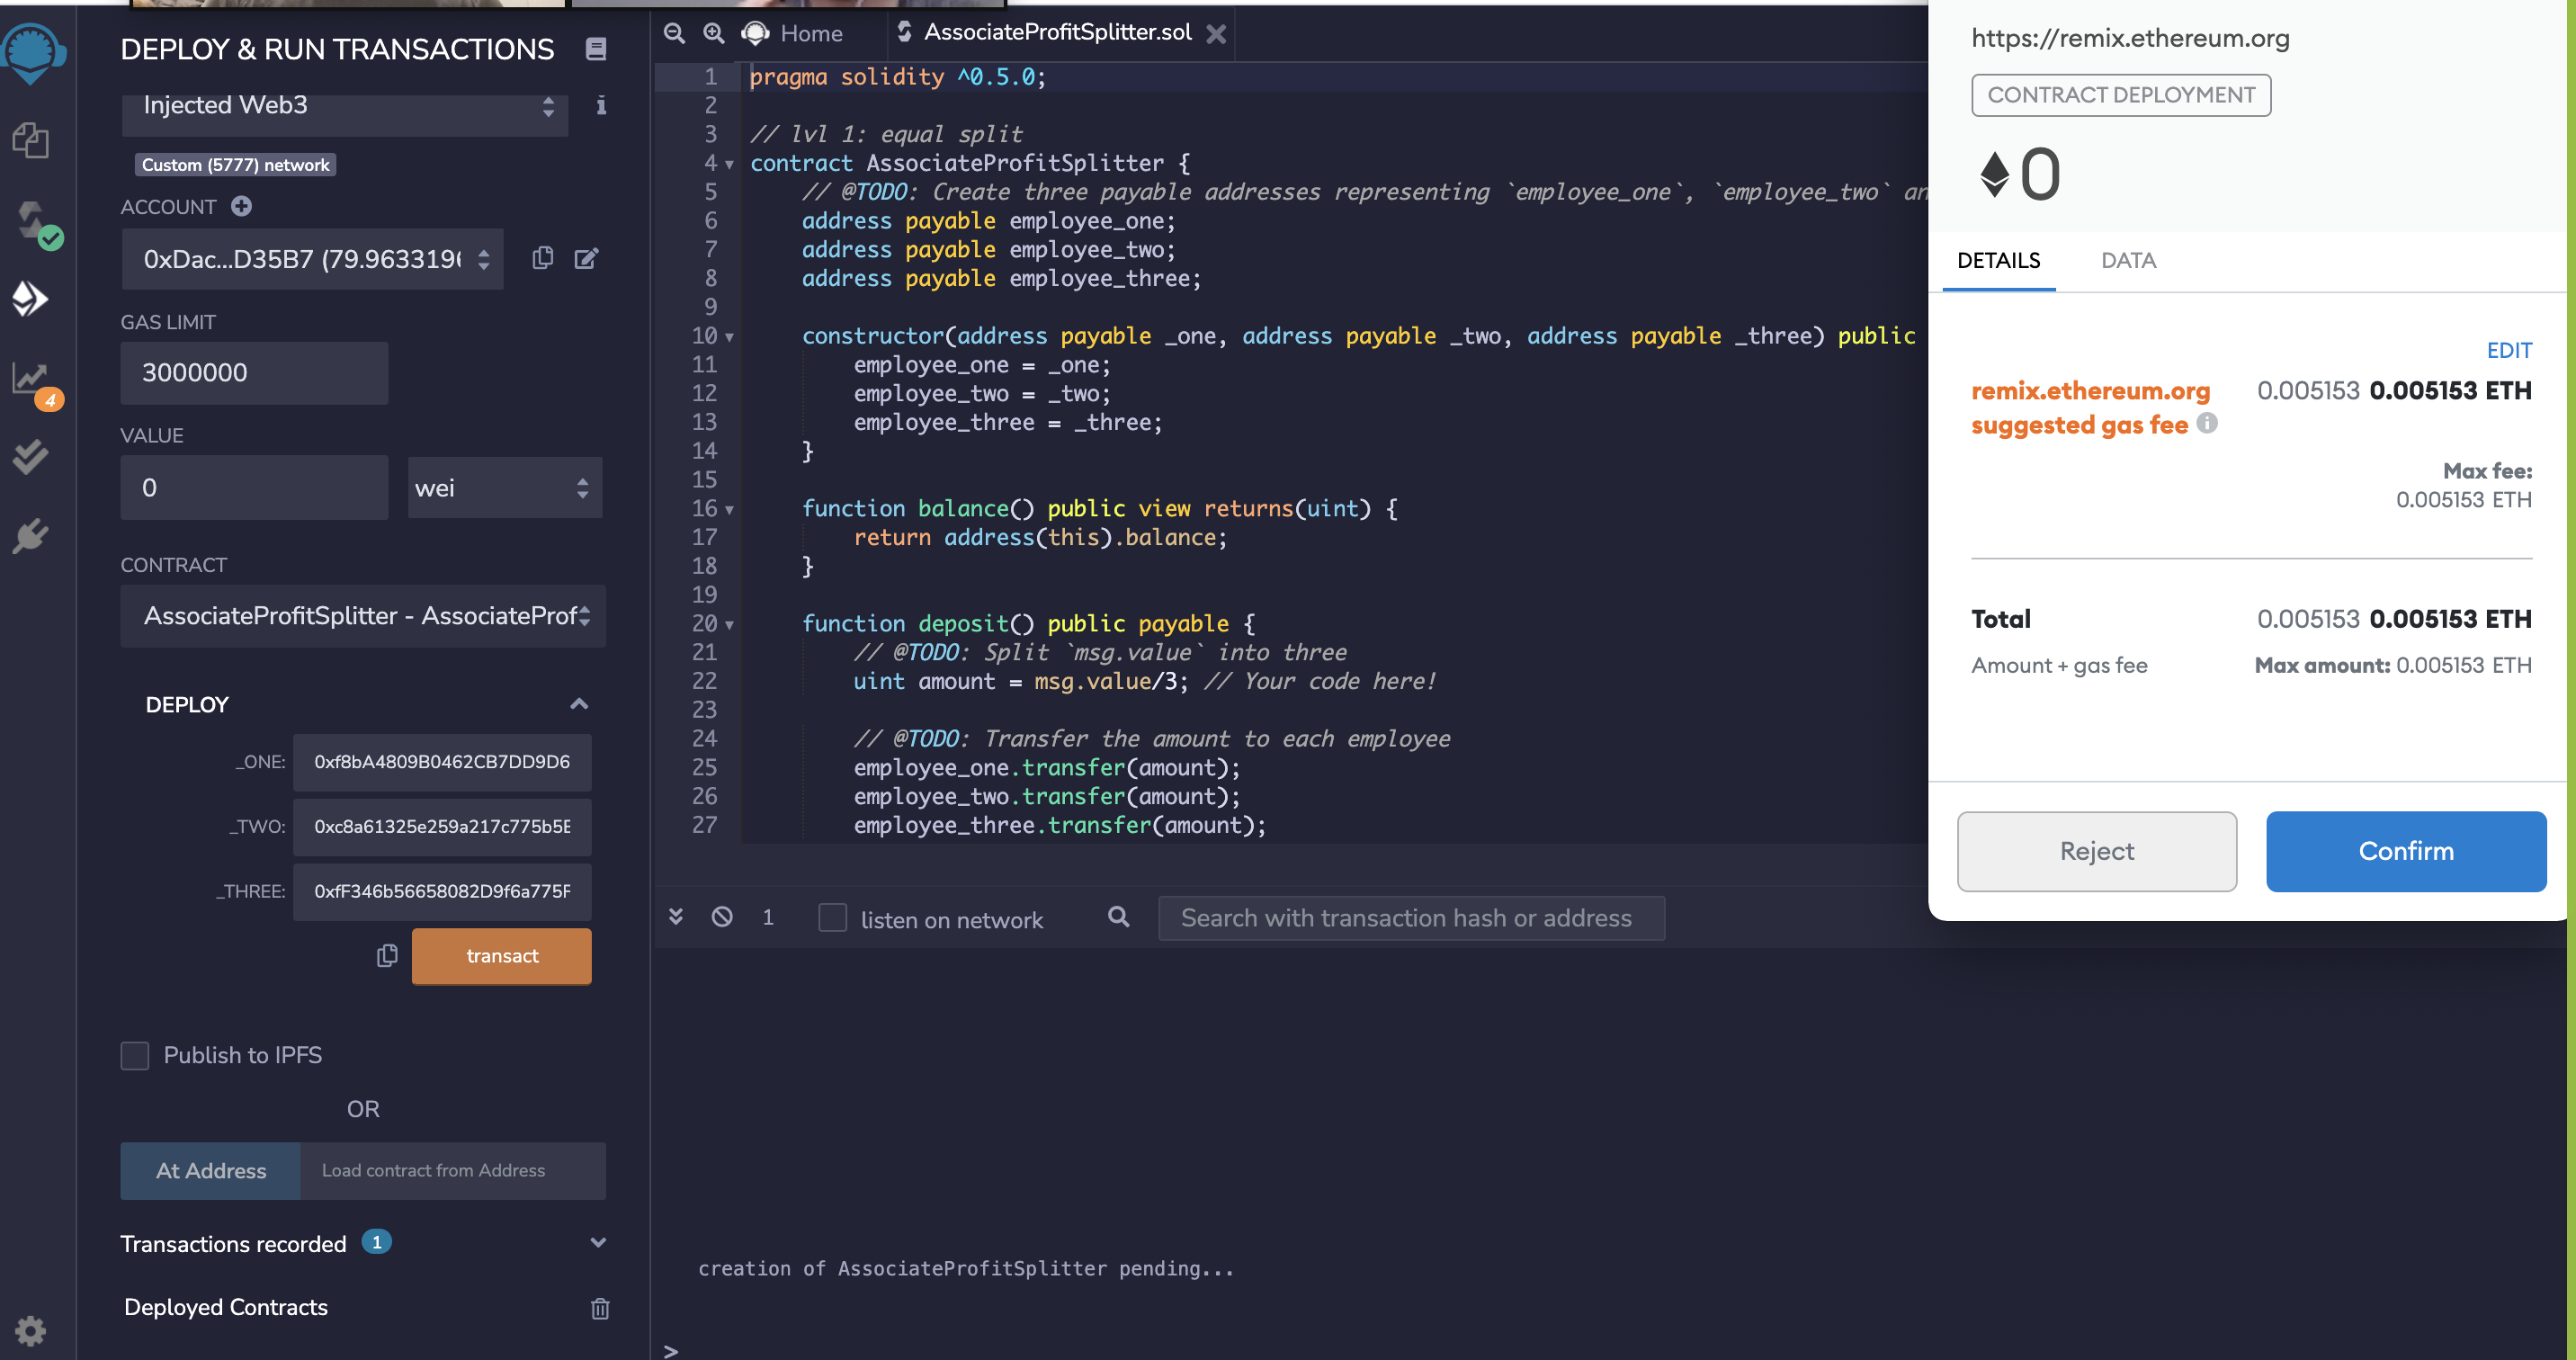 DEPLOY & RUN TRANSACTIONS
Injected Web3
Custom (5777) network
ACCOUNT
0xDac...D35B7 (79.9633196
GAS LIMIT
3000000
VALUE
0
wei
CONTRACT
AssociateProfitSplitter - AssociateProf
DEPLOY
_ONE: 0xf8bA4809B0462CB7DD9D6
_TWO: 0xc8a61325e259a217c775b5E
_THREE: 0xfF346b56658082D9f6a775F
transact
Publish to IPFS
OR
At Address Load contract from Address
Transactions recorded 1
Deployed Contracts
4
Home
AssociateProfitSplitter.sol
1 pragma solidity ^0.5.0;
2
3 // lvl 1: equal split
4 contract AssociateProfitSplitter {
5 // @TODO: Create three payable addresses representing `employee_one`, `employee_two` an
6 address payable employee_one;
7 address payable employee_two;
8 address payable employee_three;
9
10 constructor(address payable _one, address payable _two, address payable _three) public
11 employee_one = _one;
12 employee_two = _two;
13 employee_three = _three;
14 }
15
16 function balance() public view returns(uint) {
17 return address(this).balance;
18 }
19
20 function deposit() public payable {
21 // @TODO: Split `msg.value` into three
22 uint amount = msg.value/3; // Your code here!
23
24 // @TODO: Transfer the amount to each employee
25 employee_one.transfer(amount);
26 employee_two.transfer(amount);
27 employee_three.transfer(amount);
1
listen on network
Search with transaction hash or address
creation of AssociateProfitSplitter pending...
>
https://remix.ethereum.org
CONTRACT DEPLOYMENT
0
DETAILS
DATA
EDIT
remix.ethereum.org 0.005153 0.005153 ETH
suggested gas fee
Max fee:
0.005153 ETH
Total 0.005153 0.005153 ETH
Amount + gas fee Max amount: 0.005153 ETH
Reject
Confirm